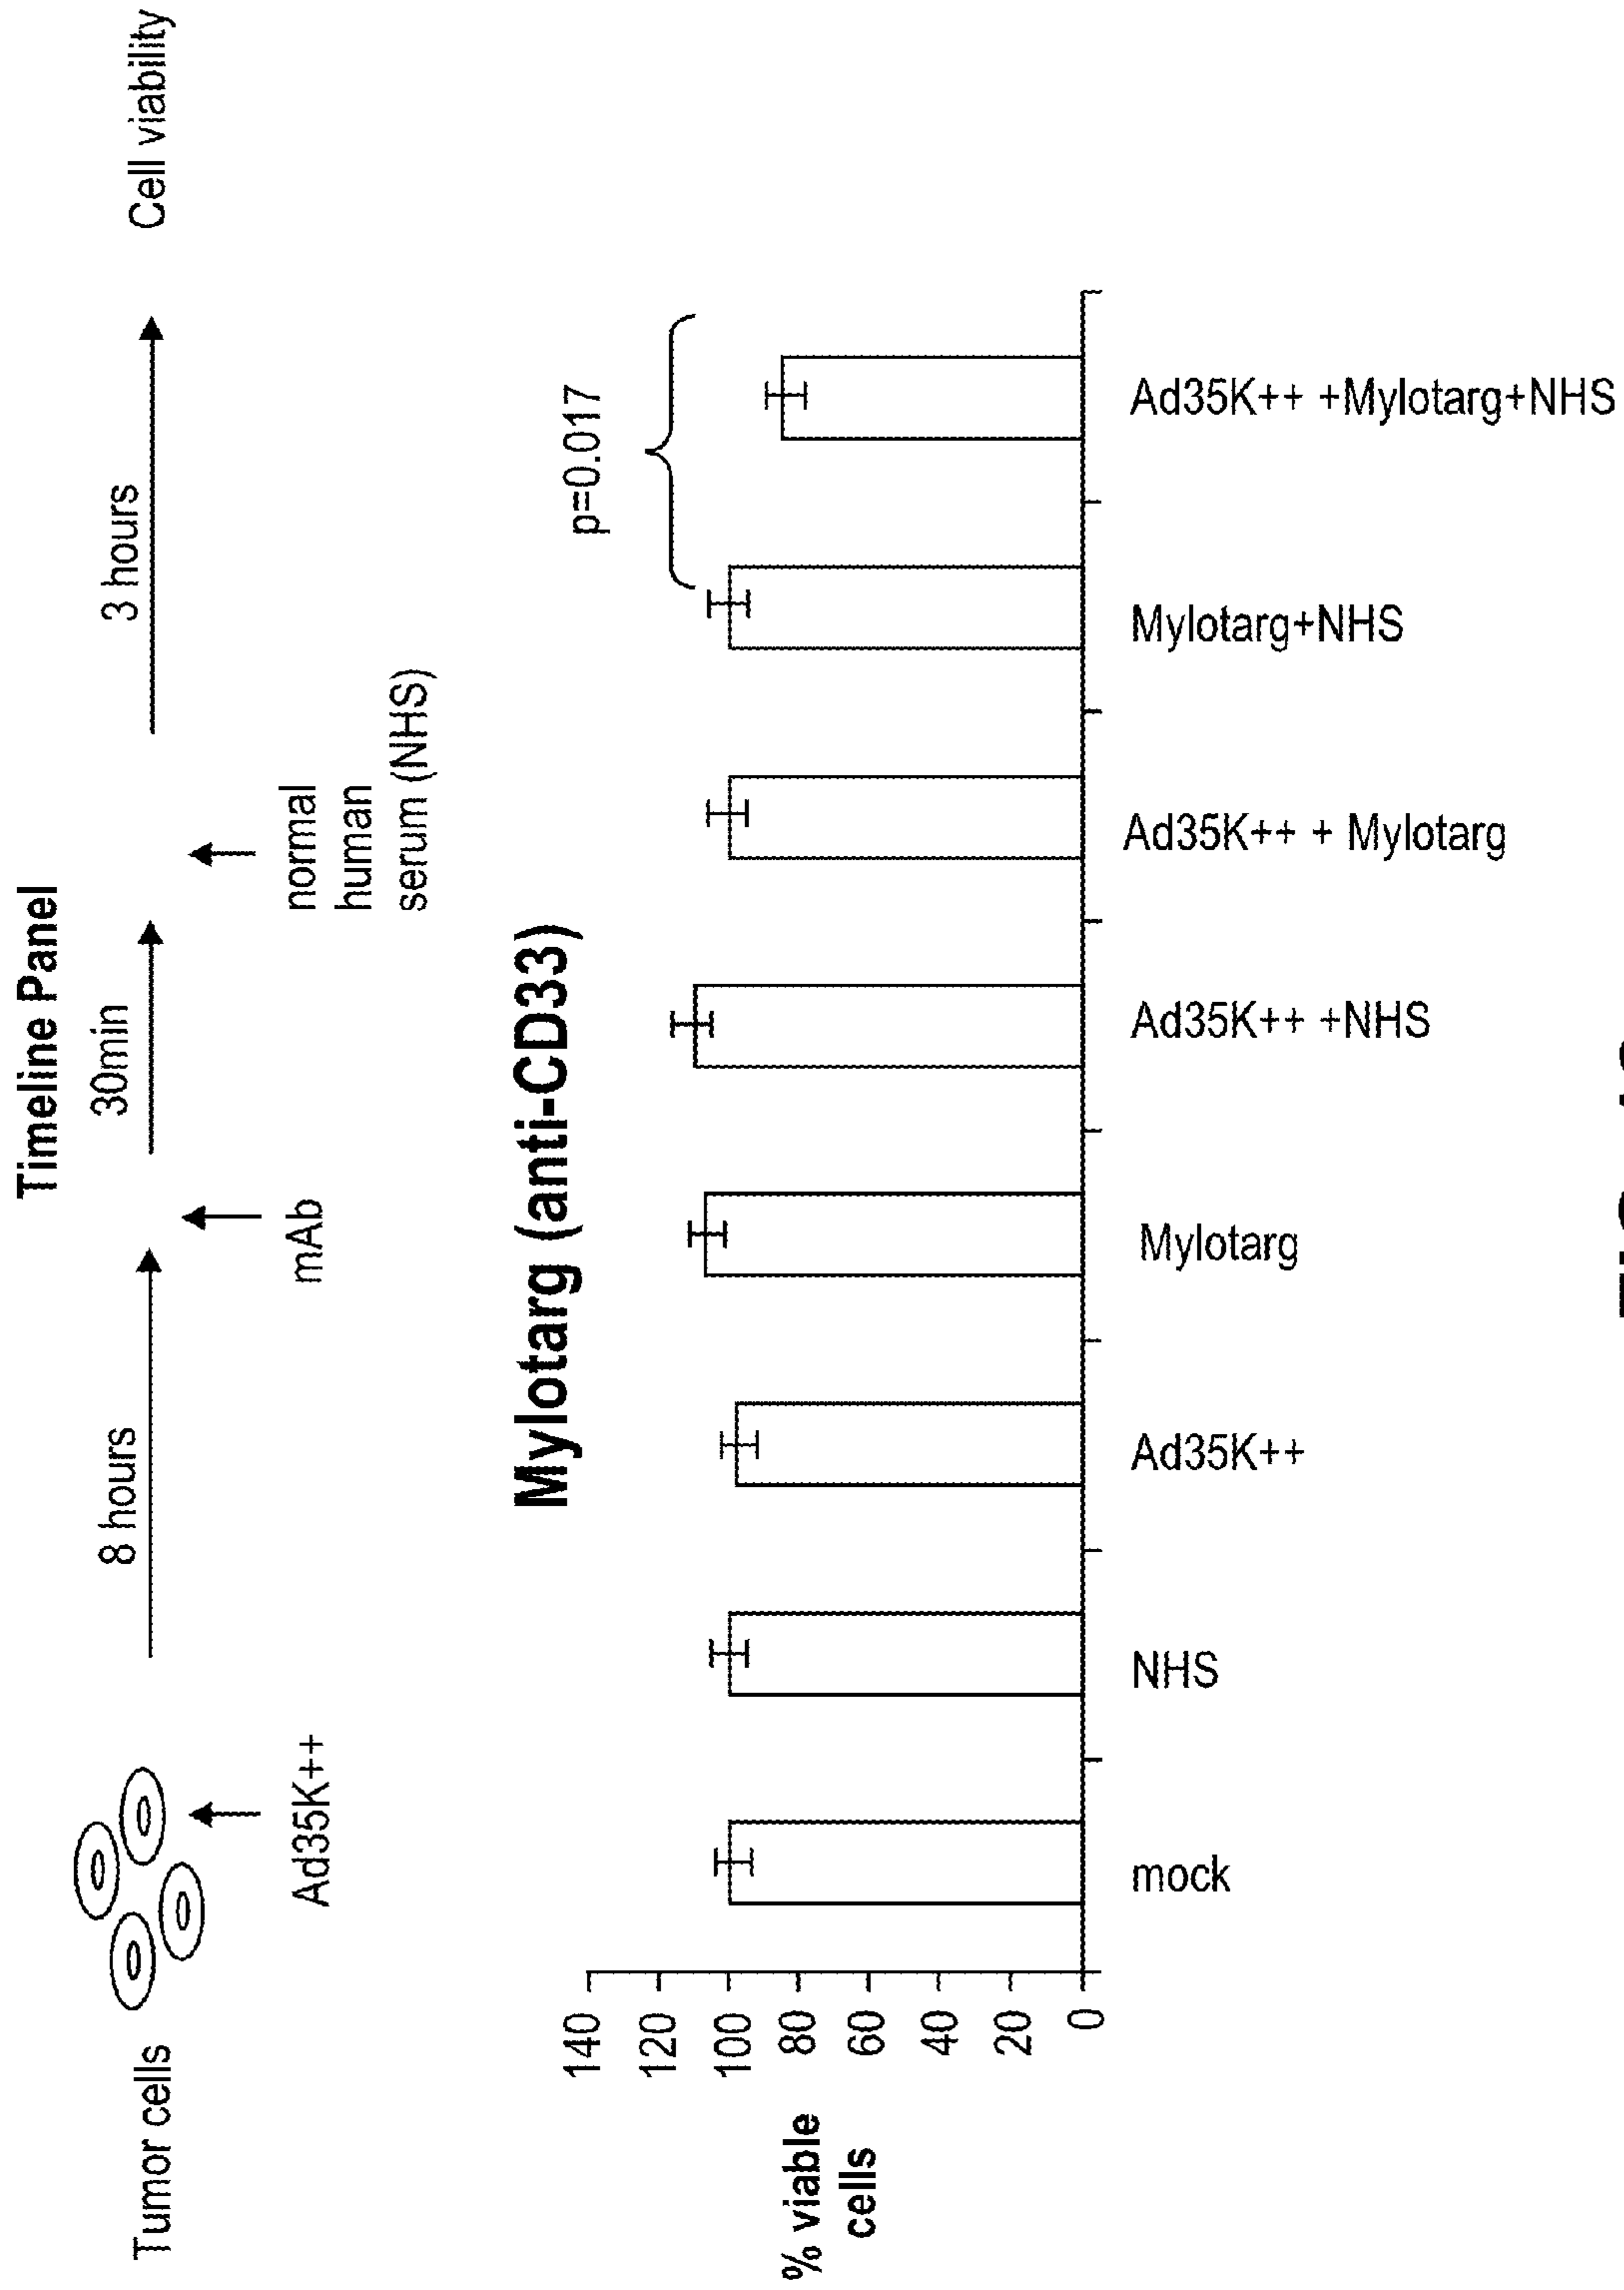 Timeline Panel
Tumor cells
8 hours
30min
3 hours
Cell viability
Ad35K++
mAb
normal
human
serum (NHS)
Mylotarg (anti-CD33)
p=0.017
% viable
cells
140
120
100
80
60
40
20
0
mock
NHS
Ad35K++
Mylotarg
Ad35K++ +NHS
Ad35K++ + Mylotarg
Mylotarg+NHS
Ad35K++ +Mylotarg+NHS